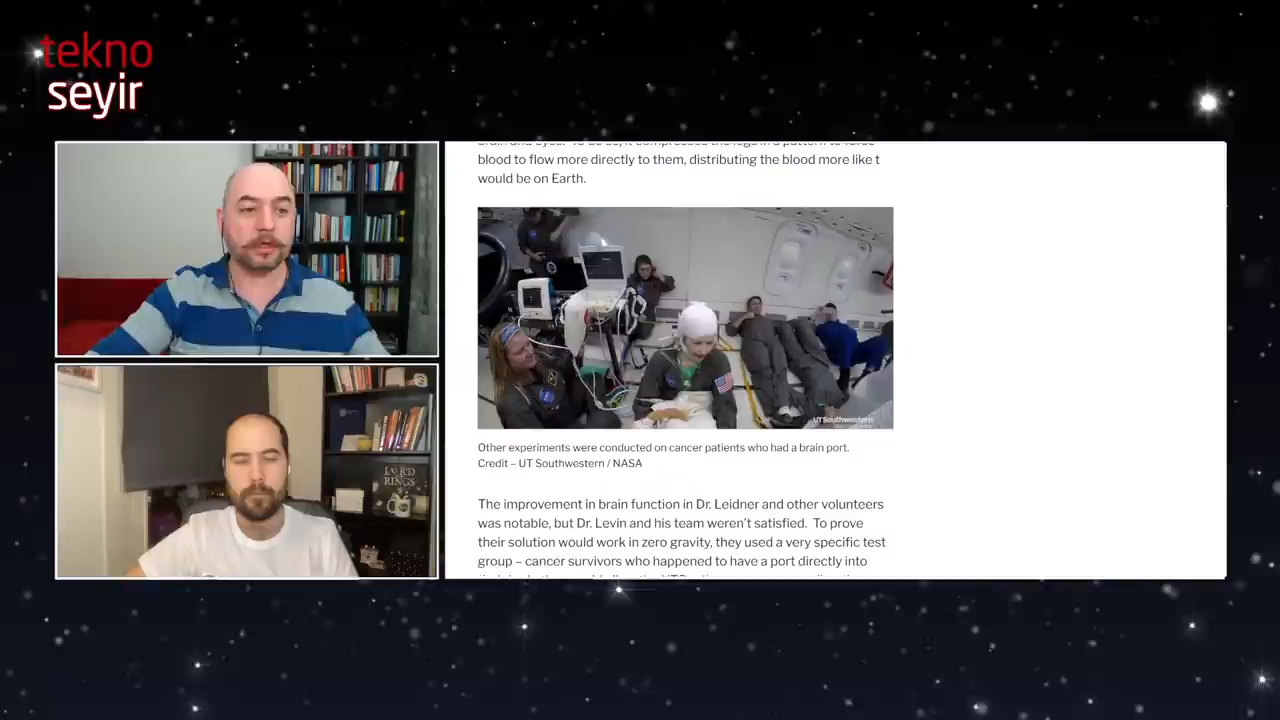 tekno
seyir
blood to flow more directly to them, distributing the blood more like t
would be on Earth.
UTSouthwestern
Other experiments were conducted on cancer patients who had a brain port.
Credit – UT Southwestern / NASA
The improvement in brain function in Dr. Leidner and other volunteers
was notable, but Dr. Levin and his team weren't satisfied. To prove
their solution would work in zero gravity, they used a very specific test
group – cancer survivors who happened to have a port directly into
LORD
RINGS